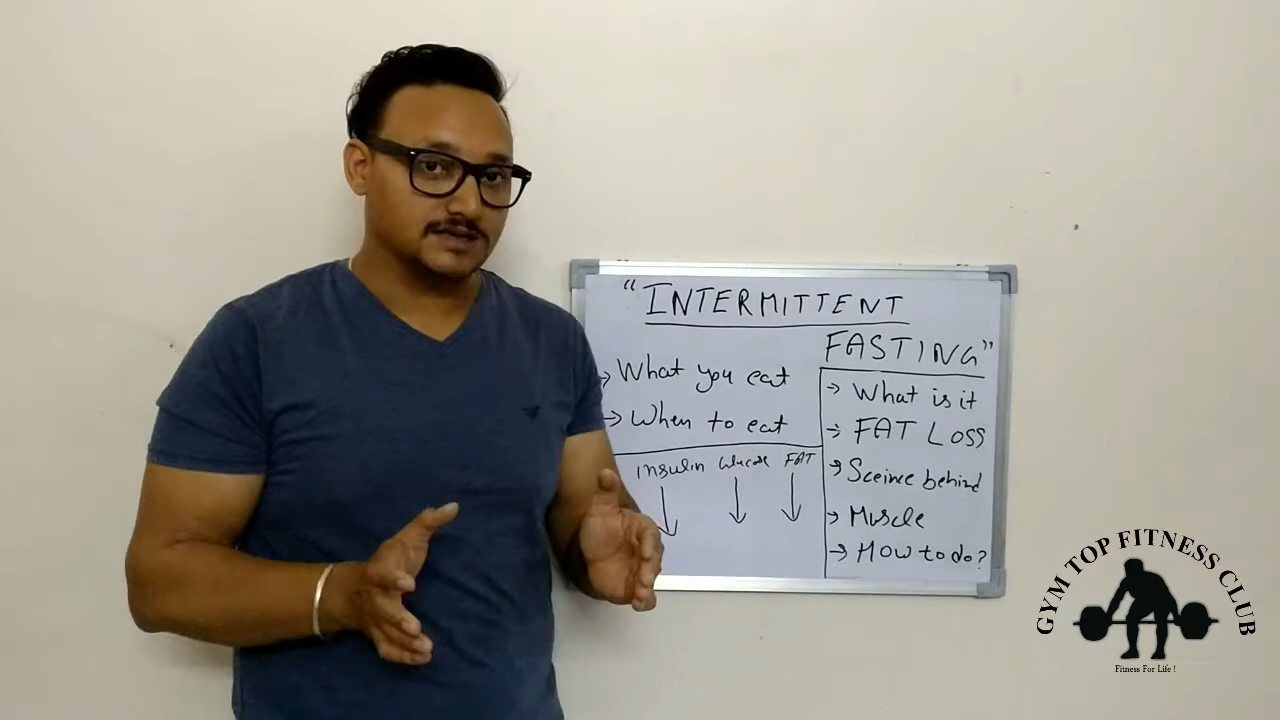 "INTERMITTENT
FASTING"
→ What you eat
→ When to eat
insulin Glucose FAT
→ What is it
→ FAT LOSS
→ Sceince behind
→ Muscle
→ How to do?
GYM TOP FITNESS CLUB
Fitness For Life !